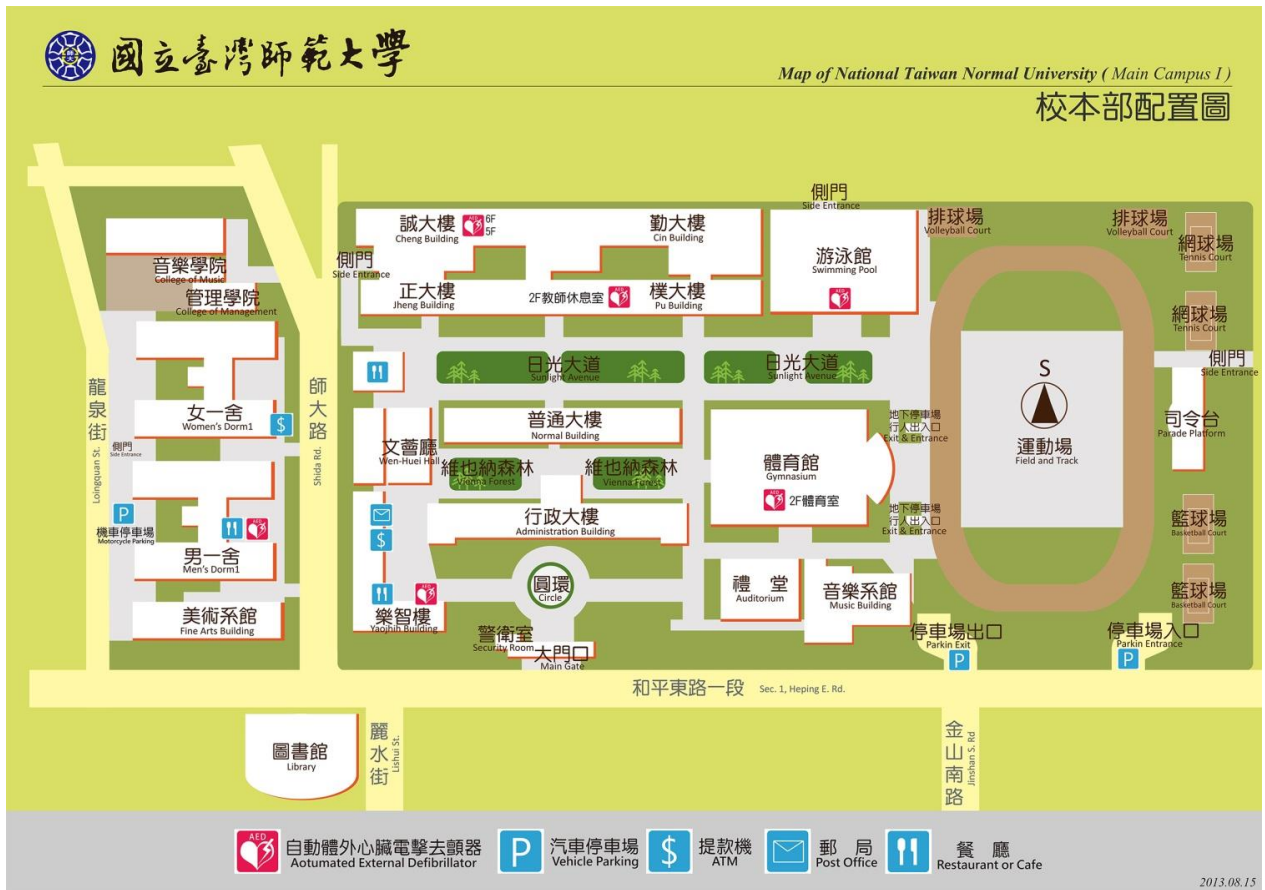 國立臺灣師範大學
Map of National Taiwan Normal University ( Main Campus I )
校本部配置圖
側門
Side Entrance
誠大樓
Cheng Building
AED
6F
5F
勤大樓
Cin Building
排球場
Volleyball Court
排球場
Volleyball Court
網球場
Tennis Court
側門
Side Entrance
游泳館
Swimming Pool
AED
音樂學院
College of Music
管理學院
College of Management
正大樓
Jheng Building
2F教師休息室
AED
樸大樓
Pu Building
網球場
Tennis Court
側門
Side Entrance
日光大道
Sunlight Avenue
日光大道
Sunlight Avenue
S
龍泉街
Loingquan St.
師大路
Shida Rd.
女一舍
Women's Dorm1
$
文薈廳
Wen-Huei Hall
普通大樓
Normal Building
地下停車場
行人出入口
Exit & Entrance
運動場
Field and Track
司令台
Parade Platform
側門
Side Entrance
維也納森林
Vienna Forest
維也納森林
Vienna Forest
體育館
Gymnasium
AED
2F體育室
P
機車停車場
Motorcycle Parking
AED
$
行政大樓
Administration Building
地下停車場
行人出入口
Exit & Entrance
籃球場
Basketball Court
男一舍
Men's Dorm1
圓環
Circle
禮 堂
Auditorium
音樂系館
Music Building
籃球場
Basketball Court
AED
樂智樓
Yaojhih Building
美術系館
Fine Arts Building
警衛室
Security Room
大門口
Main Gate
停車場出口
Parkin Exit
P
停車場入口
Parkin Entrance
P
和平東路一段
Sec. 1, Heping E. Rd.
圖書館
Library
麗水街
Lishui St.
金山南路
Jinshan S. Rd
AED
自動體外心臟電擊去顫器
Aotumated External Defibrillator
P
汽車停車場
Vehicle Parking
$
提款機
ATM
郵 局
Post Office
餐 廳
Restaurant or Cafe
2013.08.15